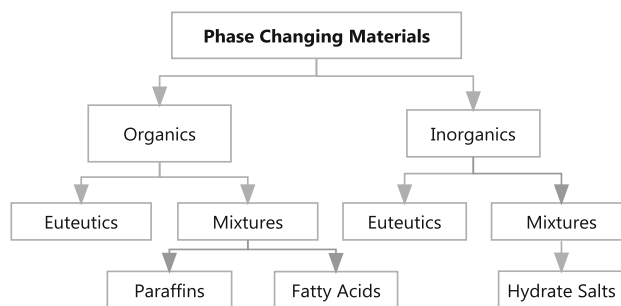 Phase Changing Materials
Organics
Inorganics
Euteutics
Mixtures
Euteutics
Mixtures
Paraffins
Fatty Acids
Hydrate Salts